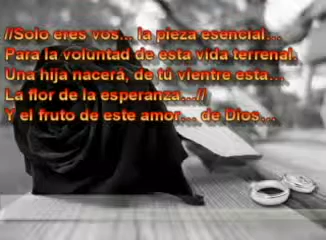 //Solo eres vos... la pieza esencial...
Para la voluntad de esta vida terrenal.
Una hija nacerá, de tú vientre esta...
La flor de la esperanza...//
Y el fruto de este amor... de Dios...